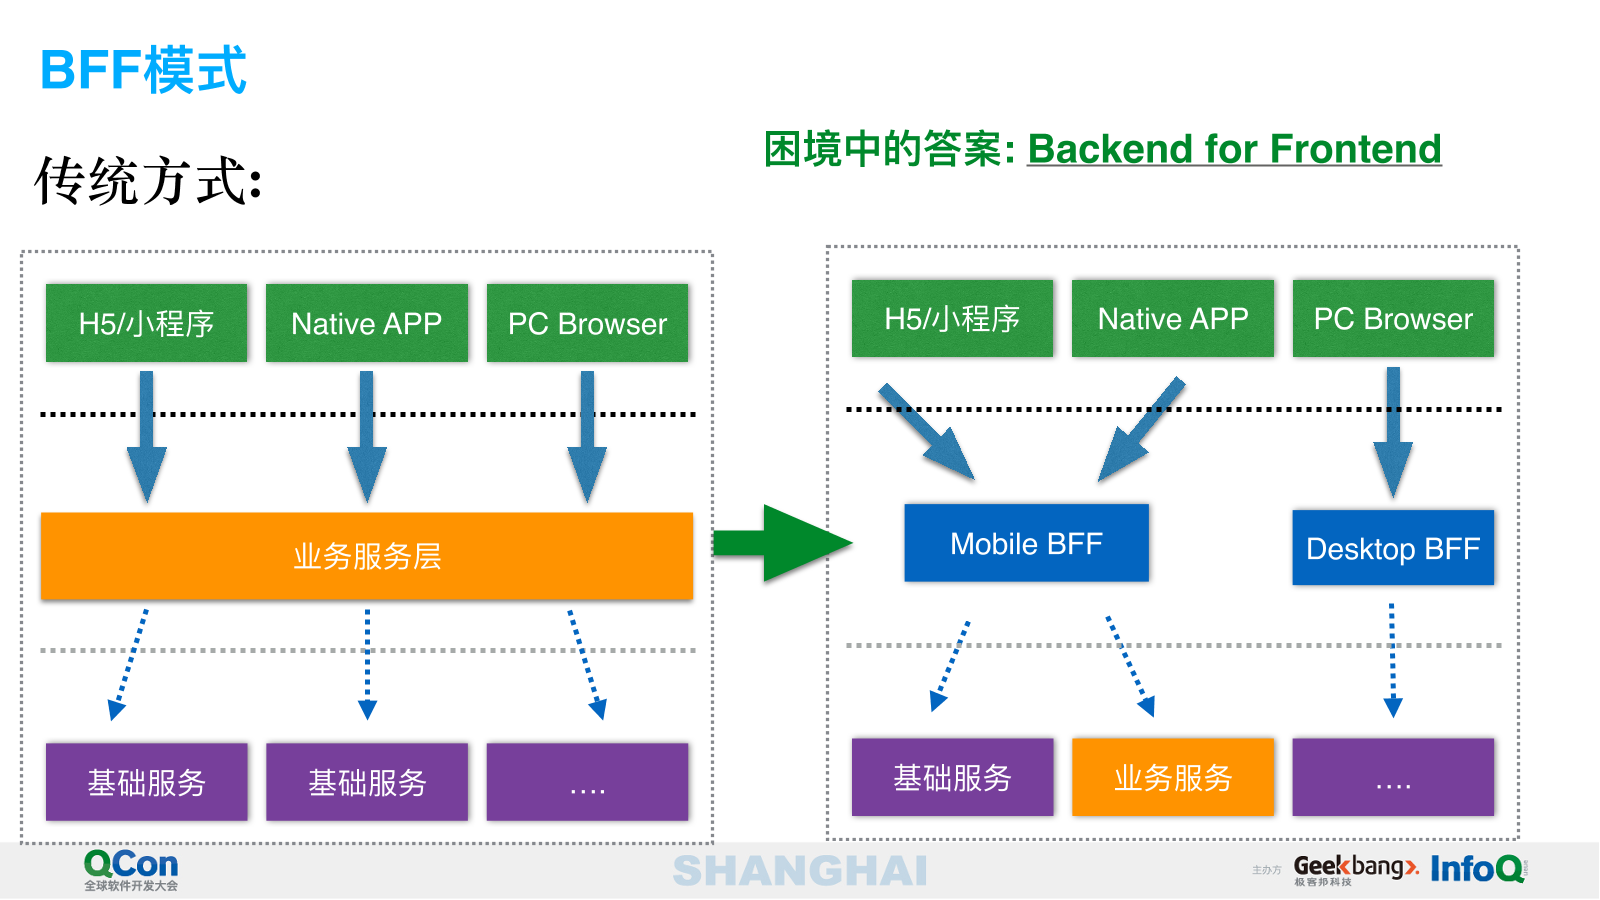 BFF模式
传统方式:
困境中的答案: Backend for Frontend
H5/小程序
Native APP
PC Browser
业务服务层
基础服务
基础服务
....
H5/小程序
Native APP
PC Browser
Mobile BFF
Desktop BFF
基础服务
业务服务
....
QCon
全球软件开发大会
SHANGHAI
主办方
Geekbang>.
极客邦科技
InfoQ